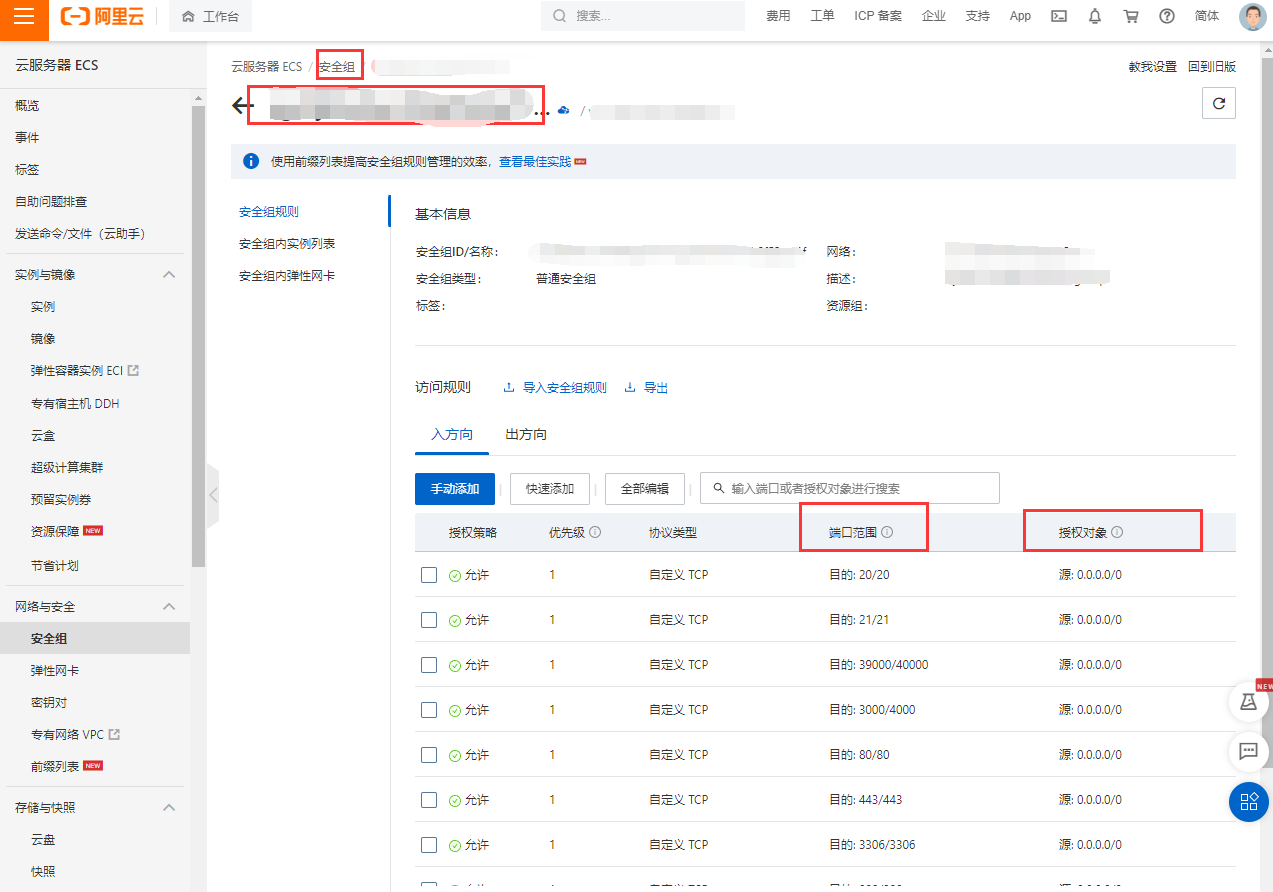 阿里云 工作台 搜索... 费用 工单 ICP 备案 企业 支持 App 简体
云服务器 ECS
概览
事件
标签
自助问题排查
发送命令/文件（云助手）
实例与镜像
实例
镜像
弹性容器实例 ECI
专有宿主机 DDH
云盒
超级计算集群
预留实例券
资源保障 NEW
节省计划
网络与安全
安全组
弹性网卡
密钥对
专有网络 VPC
前缀列表 NEW
存储与快照
云盘
快照
云服务器 ECS / 安全组 /
教我设置 回到旧版
... /
使用前缀列表提高安全组规则管理的效率，查看最佳实践 NEW
安全组规则
安全组内实例列表
安全组内弹性网卡
基本信息
安全组ID/名称： 网络：
安全组类型： 普通安全组 描述：
标签： 资源组：
访问规则 导入安全组规则 导出
入方向 出方向
手动添加 快速添加 全部编辑 输入端口或者授权对象进行搜索
授权策略 优先级 协议类型 端口范围 授权对象
允许 1 自定义 TCP 目的: 20/20 源: 0.0.0.0/0
允许 1 自定义 TCP 目的: 21/21 源: 0.0.0.0/0
允许 1 自定义 TCP 目的: 39000/40000 源: 0.0.0.0/0
允许 1 自定义 TCP 目的: 3000/4000 源: 0.0.0.0/0
允许 1 自定义 TCP 目的: 80/80 源: 0.0.0.0/0
允许 1 自定义 TCP 目的: 443/443 源: 0.0.0.0/0
允许 1 自定义 TCP 目的: 3306/3306 源: 0.0.0.0/0
NEW